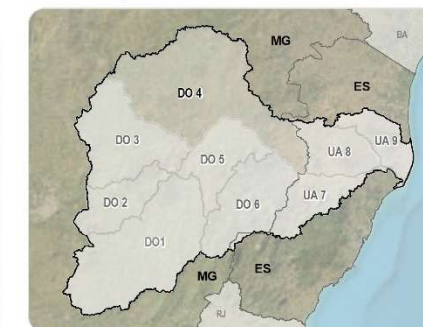 MG
BA
ES
DO 4
DO 3
DO 5
UA 8
UA 9
DO 2
DO 6
UA 7
DO1
MG
ES
RJ